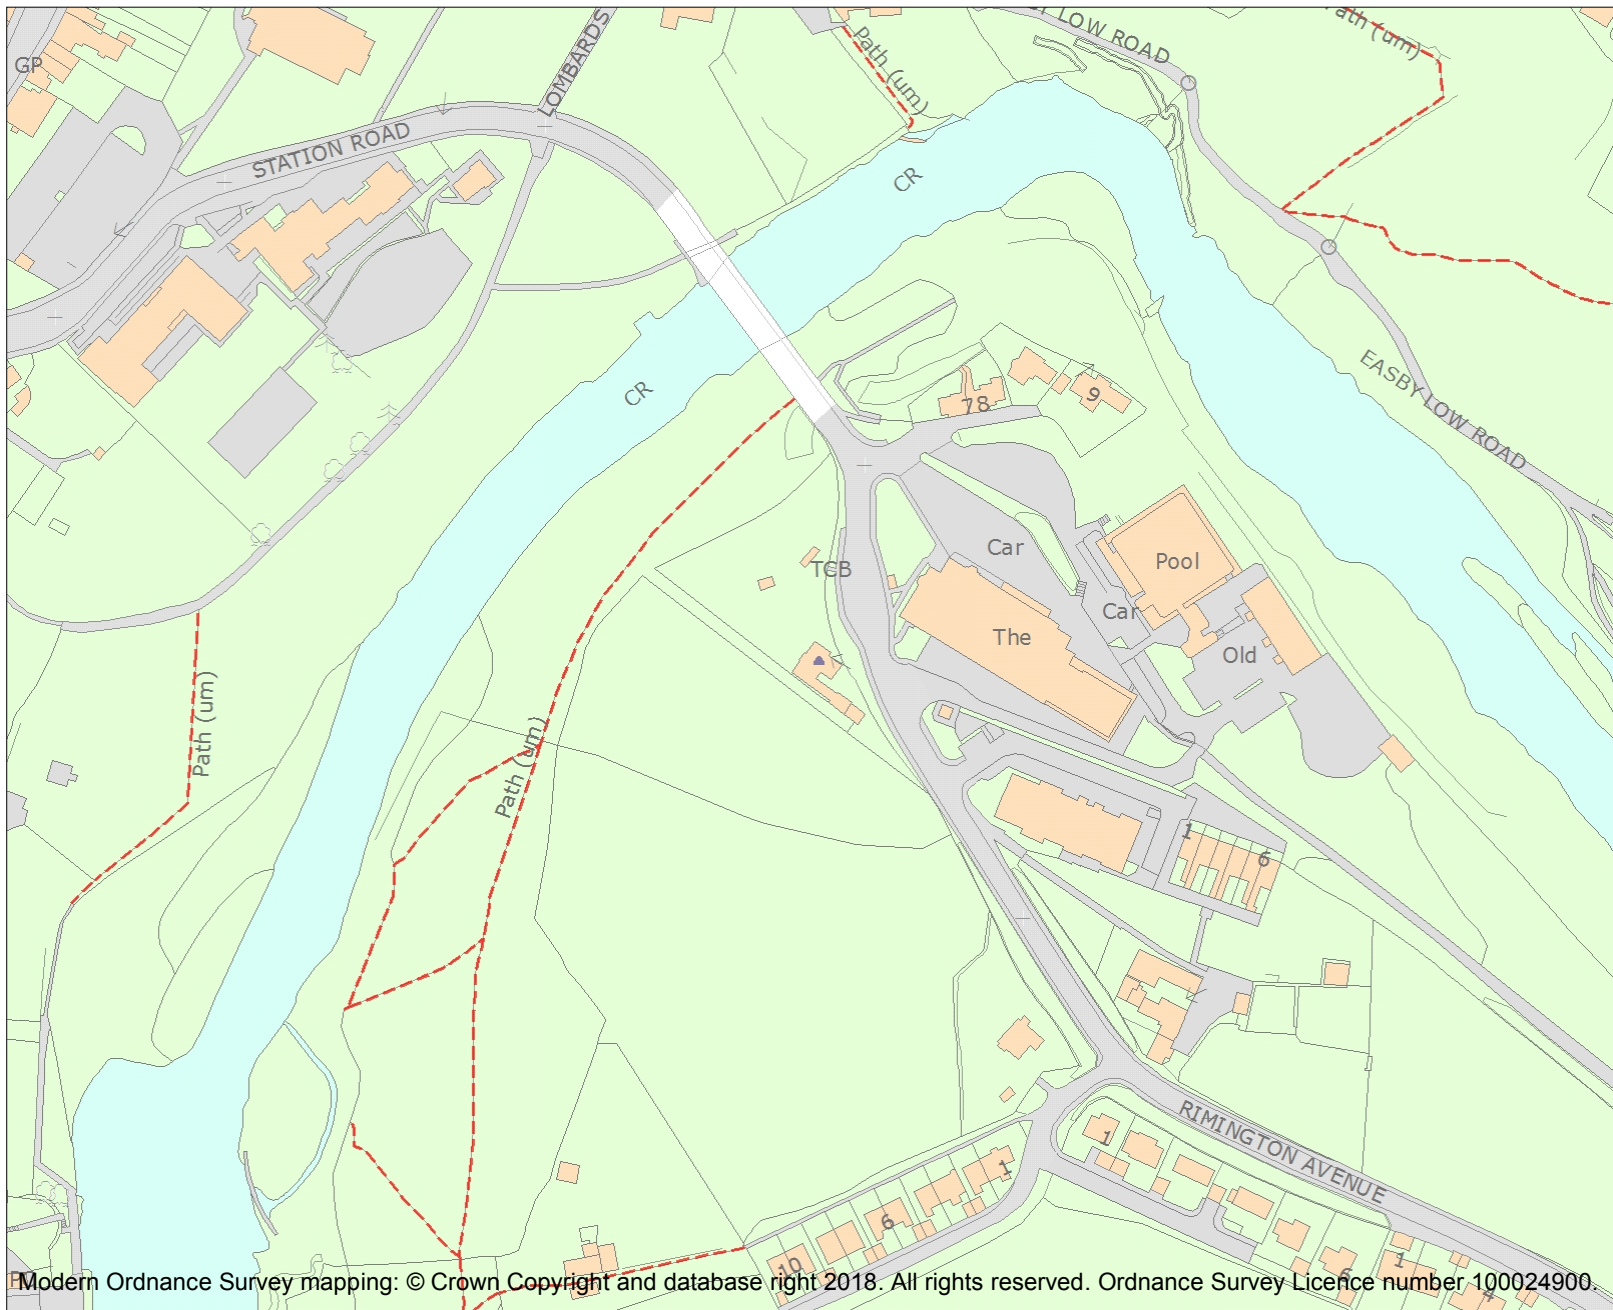 Path (um)
LOW ROAD
Path (um)
GP
LOMBARDS
STATION ROAD
CR
CR
EASBY LOW ROAD
78
9
Car
Pool
TCB
Car
The
Old
Path (um)
Path (um)
1
6
RIMINGTON AVENUE
1
1
6
10
1
6
4
Modern Ordnance Survey mapping: © Crown Copyright and database right 2018. All rights reserved. Ordnance Survey Licence number 100024900.